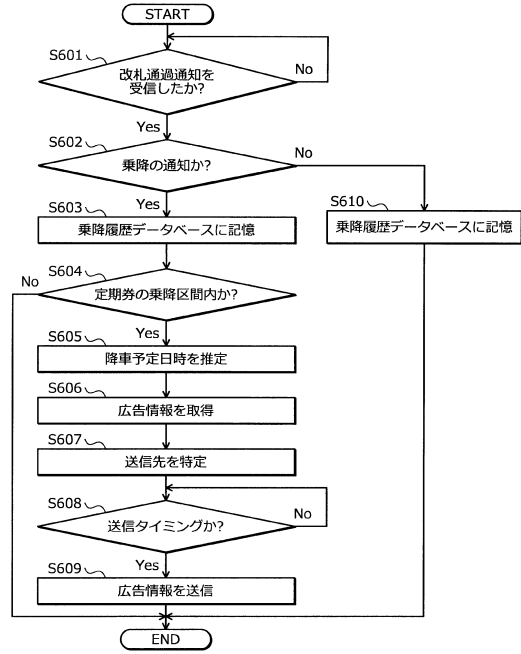 START
S601
改札通過通知を
受信したか?
No
Yes
S602
乗降の通知か?
No
Yes
S603
乗降履歴データベースに記憶
S610
乗降履歴データベースに記憶
S604
No
定期券の乗降区間内か?
Yes
S605
降車予定日時を推定
S606
広告情報を取得
S607
送信先を特定
S608
送信タイミングか?
No
Yes
S609
広告情報を送信
END